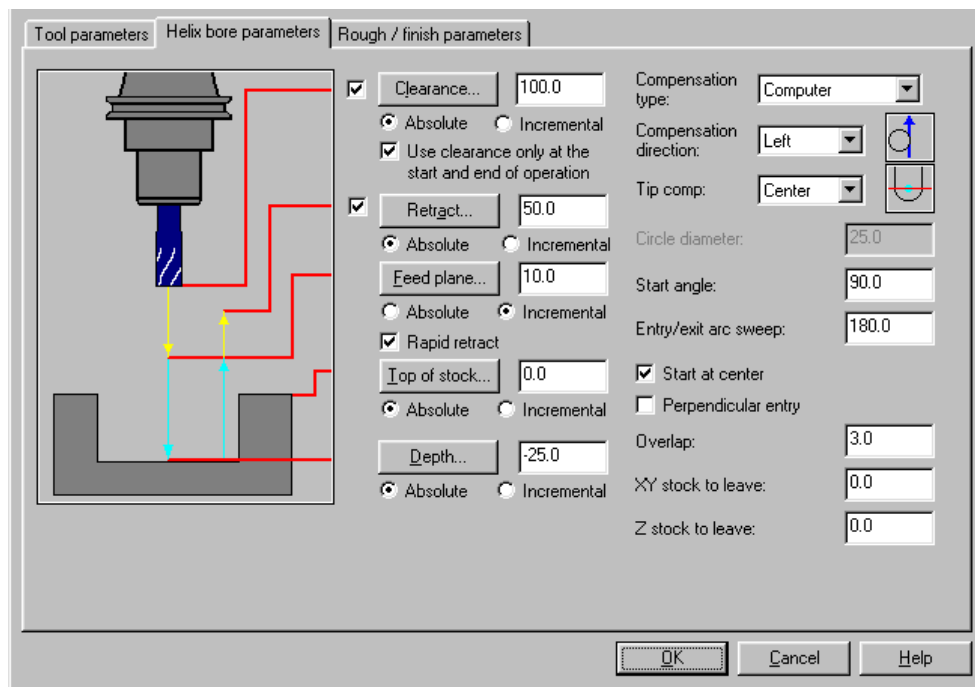 Tool parameters Helix bore parameters Rough / finish parameters
Clearance... 100.0
Absolute Incremental
Use clearance only at the
start and end of operation
Retract... 50.0
Absolute Incremental
Feed plane... 10.0
Absolute Incremental
Rapid retract
Top of stock... 0.0
Absolute Incremental
Depth... -25.0
Absolute Incremental
Compensation
type: Computer
Compensation
direction: Left
Tip comp: Center
Circle diameter: 25.0
Start angle: 90.0
Entry/exit arc sweep: 180.0
Start at center
Perpendicular entry
Overlap: 3.0
XY stock to leave: 0.0
Z stock to leave: 0.0
OK Cancel Help